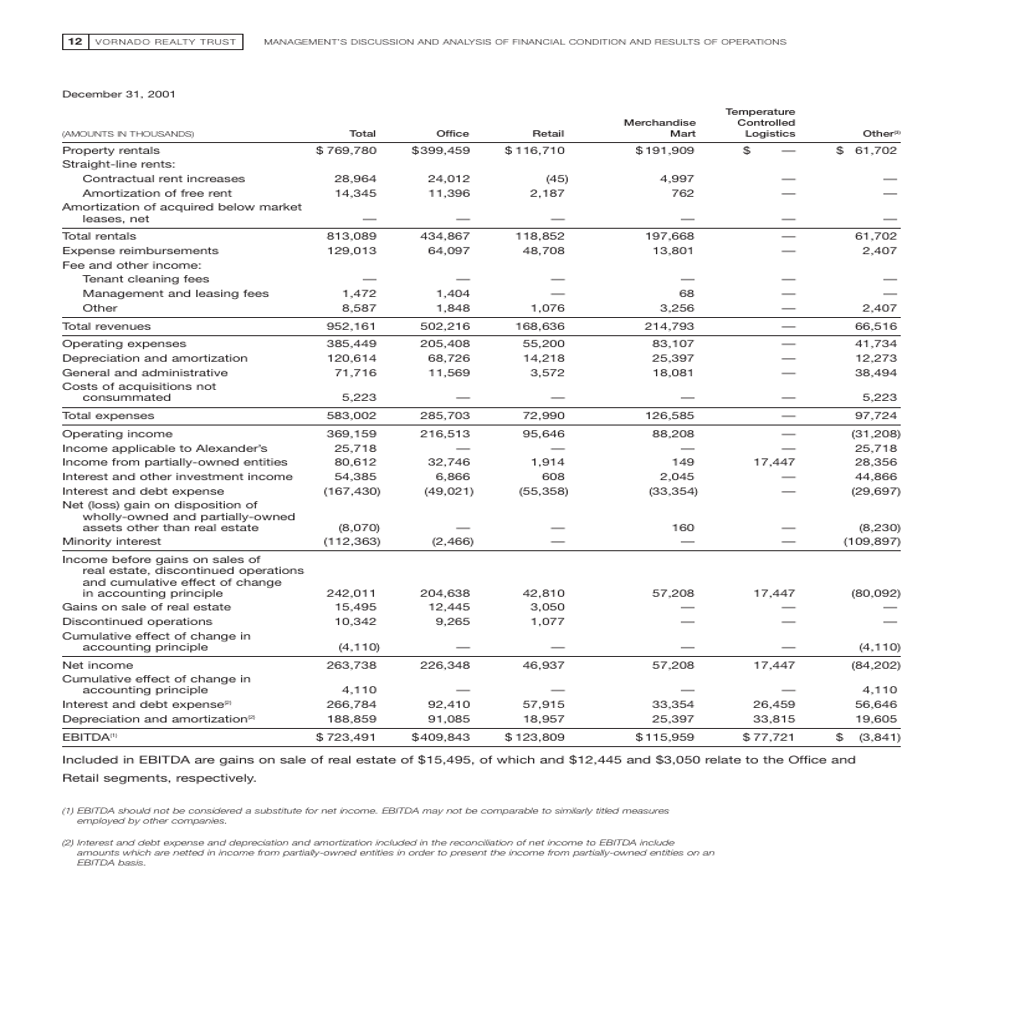 12 VORNADO REALTY TRUST MANAGEMENT'S DISCUSSION AND ANALYSIS OF FINANCIAL CONDITION AND RESULTS OF OPERATIONS
December 31, 2001
Temperature
Merchandise Controlled
(AMOUNTS IN THOUSANDS) Total Office Retail Mart Logistics Other(3)
Property rentals $ 769,780 $399,459 $ 116,710 $ 191,909 $ — $ 61,702
Straight-line rents:
Contractual rent increases 28,964 24,012 (45) 4,997 — —
Amortization of free rent 14,345 11,396 2,187 762 — —
Amortization of acquired below market
leases, net — — — — — —
Total rentals 813,089 434,867 118,852 197,668 — 61,702
Expense reimbursements 129,013 64,097 48,708 13,801 — 2,407
Fee and other income:
Tenant cleaning fees — — — — — —
Management and leasing fees 1,472 1,404 — 68 — —
Other 8,587 1,848 1,076 3,256 — 2,407
Total revenues 952,161 502,216 168,636 214,793 — 66,516
Operating expenses 385,449 205,408 55,200 83,107 — 41,734
Depreciation and amortization 120,614 68,726 14,218 25,397 — 12,273
General and administrative 71,716 11,569 3,572 18,081 — 38,494
Costs of acquisitions not
consummated 5,223 — — — — 5,223
Total expenses 583,002 285,703 72,990 126,585 — 97,724
Operating income 369,159 216,513 95,646 88,208 — (31,208)
Income applicable to Alexander's 25,718 — — — — 25,718
Income from partially-owned entities 80,612 32,746 1,914 149 17,447 28,356
Interest and other investment income 54,385 6,866 608 2,045 — 44,866
Interest and debt expense (167,430) (49,021) (55,358) (33,354) — (29,697)
Net (loss) gain on disposition of
wholly-owned and partially-owned
assets other than real estate (8,070) — — 160 — (8,230)
Minority interest (112,363) (2,466) — — — (109,897)
Income before gains on sales of
real estate, discontinued operations
and cumulative effect of change
in accounting principle 242,011 204,638 42,810 57,208 17,447 (80,092)
Gains on sale of real estate 15,495 12,445 3,050 — — —
Discontinued operations 10,342 9,265 1,077 — — —
Cumulative effect of change in
accounting principle (4,110) — — — — (4,110)
Net income 263,738 226,348 46,937 57,208 17,447 (84,202)
Cumulative effect of change in
accounting principle 4,110 — — — — 4,110
Interest and debt expense(2) 266,784 92,410 57,915 33,354 26,459 56,646
Depreciation and amortization(2) 188,859 91,085 18,957 25,397 33,815 19,605
EBITDA(1) $ 723,491 $409,843 $ 123,809 $ 115,959 $ 77,721 $ (3,841)
Included in EBITDA are gains on sale of real estate of $15,495, of which and $12,445 and $3,050 relate to the Office and
Retail segments, respectively.
(1) EBITDA should not be considered a substitute for net income. EBITDA may not be comparable to similarly titled measures
employed by other companies.
(2) Interest and debt expense and depreciation and amortization included in the reconciliation of net income to EBITDA include
amounts which are netted in income from partially-owned entities in order to present the income from partially-owned entities on an
EBITDA basis.